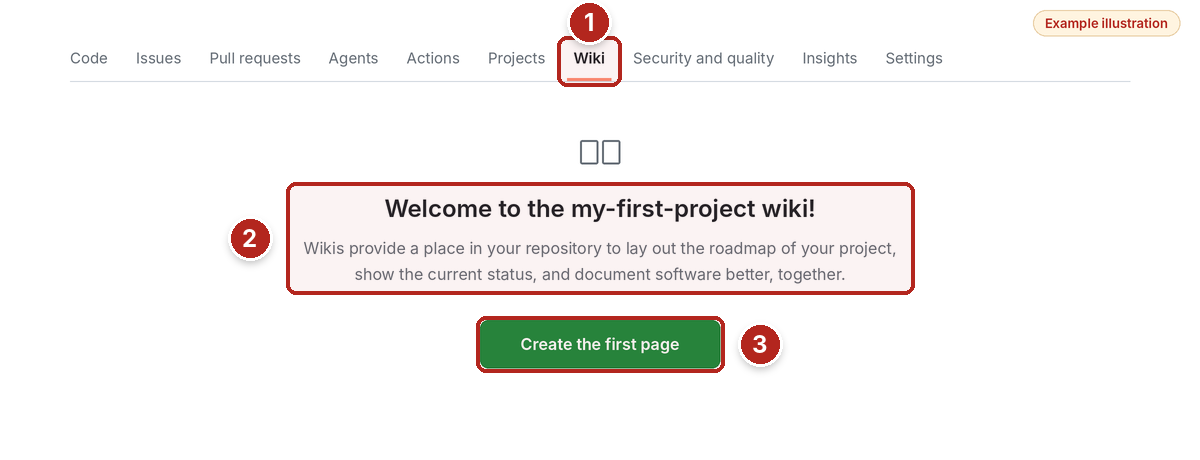 1
Example illustration
Code Issues Pull requests Agents Actions Projects Wiki Security and quality Insights Settings
Welcome to the my-first-project wiki!
2
Wikis provide a place in your repository to lay out the roadmap of your project,
show the current status, and document software better, together.
Create the first page
3